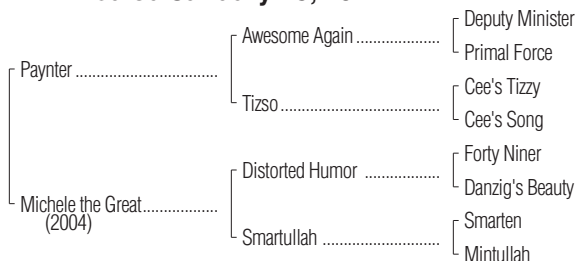 Paynter
Michele the Great
(2004)
Awesome Again
Tizso
Distorted Humor
Smartullah
Deputy Minister
Primal Force
Cee's Tizzy
Cee's Song
Forty Niner
Danzig's Beauty
Smarten
Mintullah